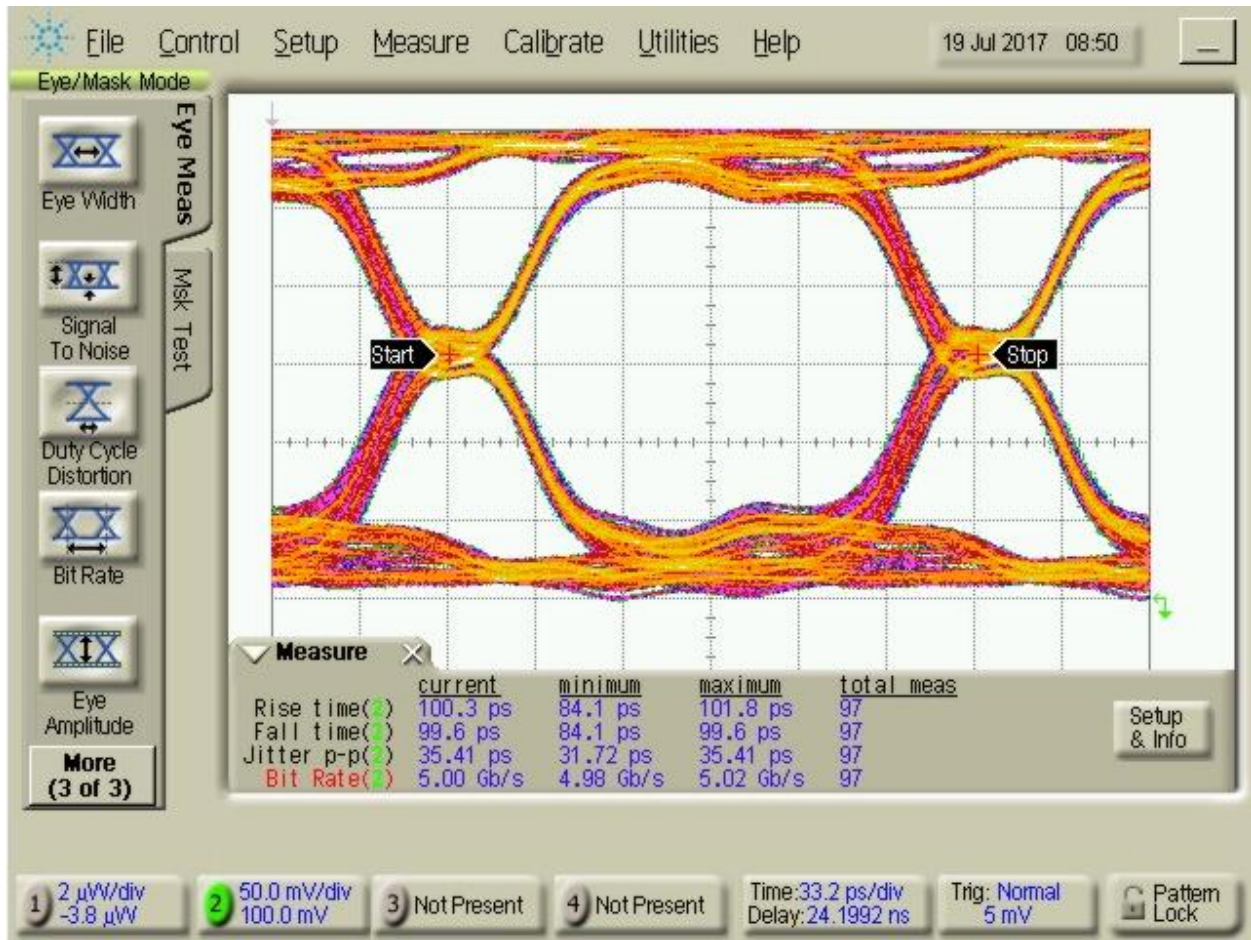 File Control Setup Measure Calibrate Utilities Help 19 Jul 2017 08:50
Eye/Mask Mode
Eye Meas
Msk Test
Eye Width
Signal
To Noise
Duty Cycle
Distortion
Bit Rate
Eye
Amplitude
More
(3 of 3)
Start
Stop
Measure
current minimum maximum total meas
Rise time(2) 100.3 ps 84.1 ps 101.8 ps 97
Fall time(2) 99.6 ps 84.1 ps 99.6 ps 97
Jitter p-p(2) 35.41 ps 31.72 ps 35.41 ps 97
Bit Rate(2) 5.00 Gb/s 4.98 Gb/s 5.02 Gb/s 97
Setup
& Info
1 2 µW/div
-3.8 µW
2 50.0 mV/div
100.0 mV
3 Not Present
4 Not Present
Time:33.2 ps/div
Delay:24.1992 ns
Trig: Normal
5 mV
Pattern
Lock